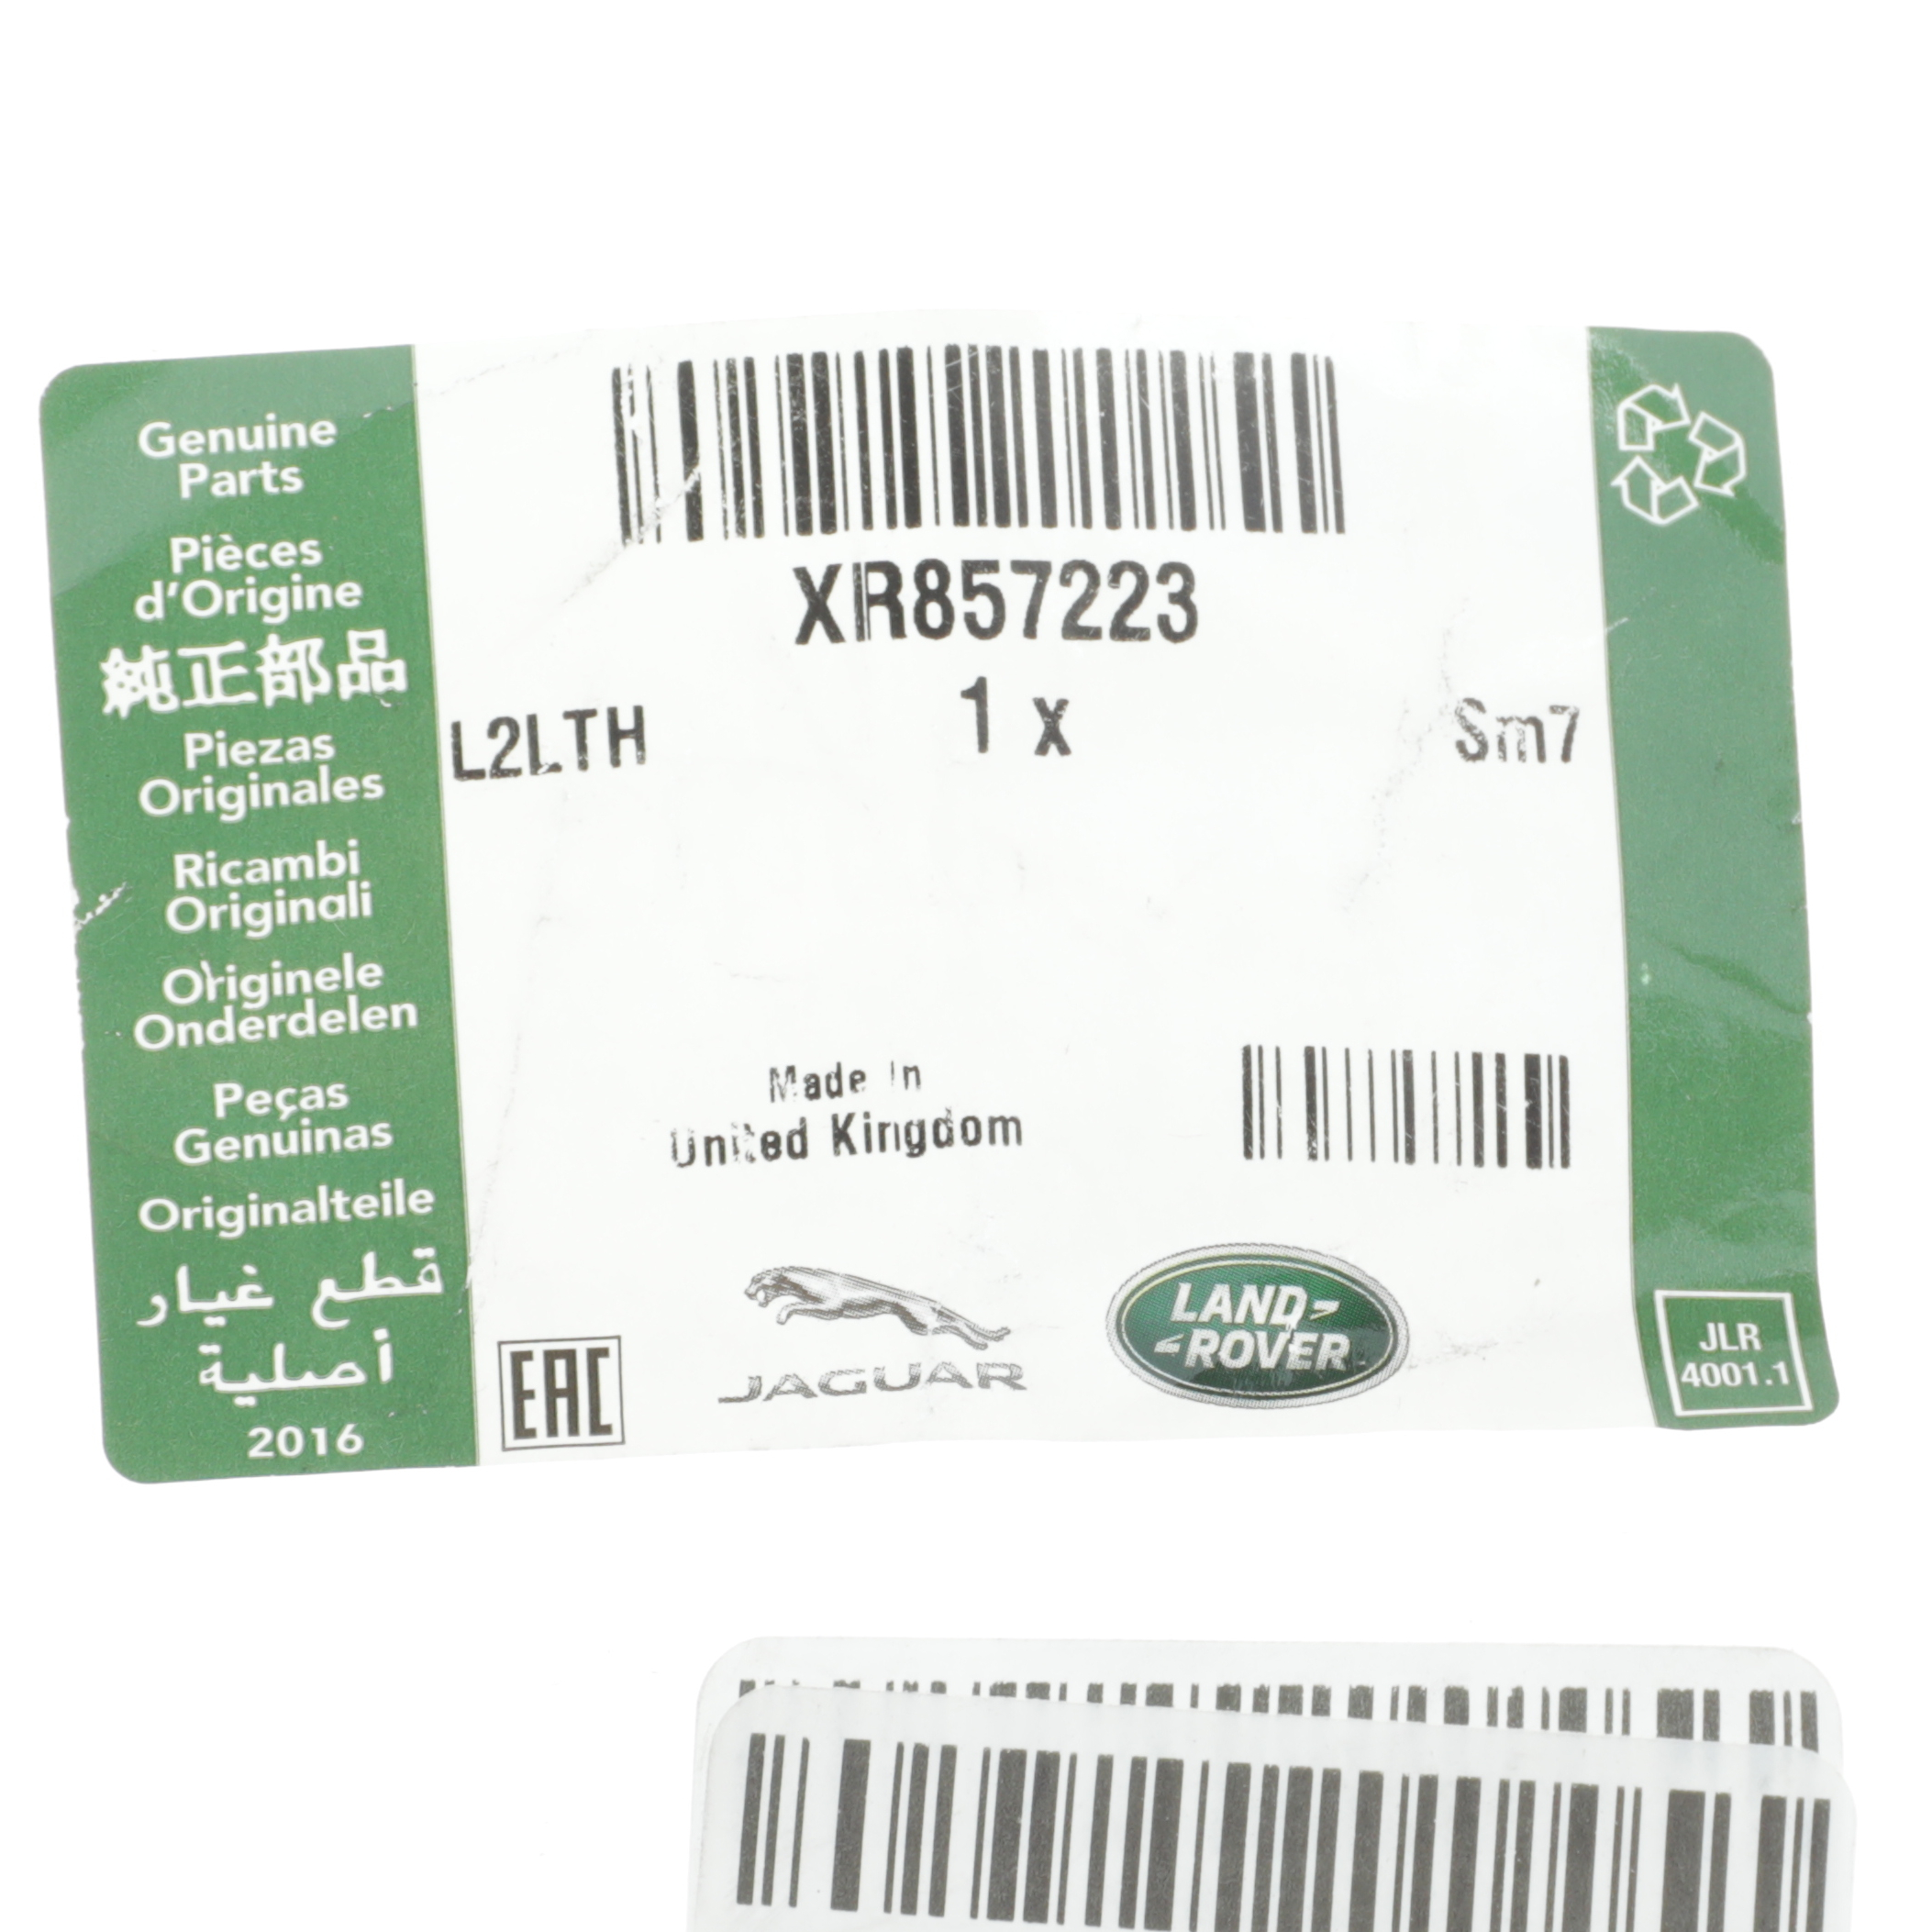 Genuine
Parts
Pièces
d'Origine
純正部品
Piezas
Originales
Ricambi
Originali
Originele
Onderdelen
Peças
Genuinas
Originalteile
قطع غيار
أصلية
2016
XR857223
L2LTH 1 x Sm7
Made In
United Kingdom
EAC
JAGUAR
LAND
ROVER
JLR
4001.1